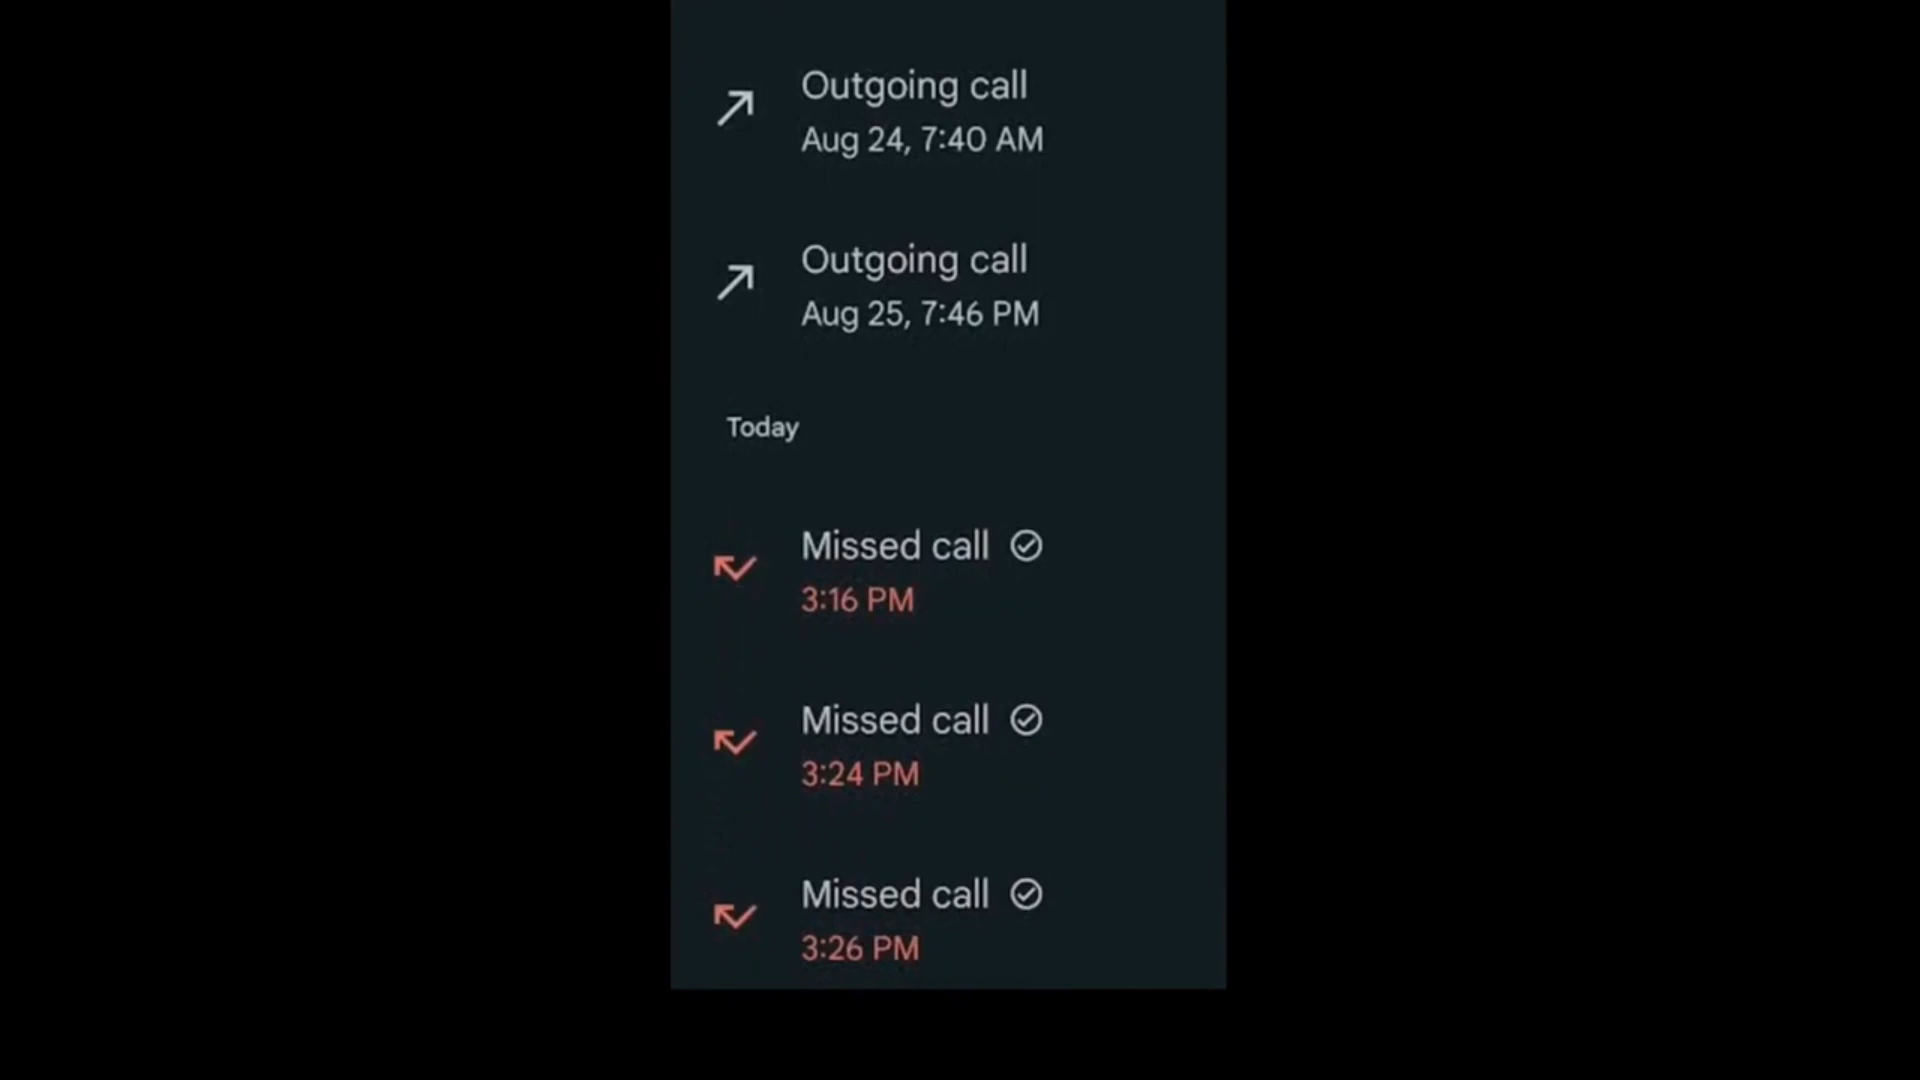 Outgoing call
Aug 24, 7:40 AM
Outgoing call
Aug 25, 7:46 PM
Today
Missed call
3:16 PM
Missed call
3:24 PM
Missed call
3:26 PM